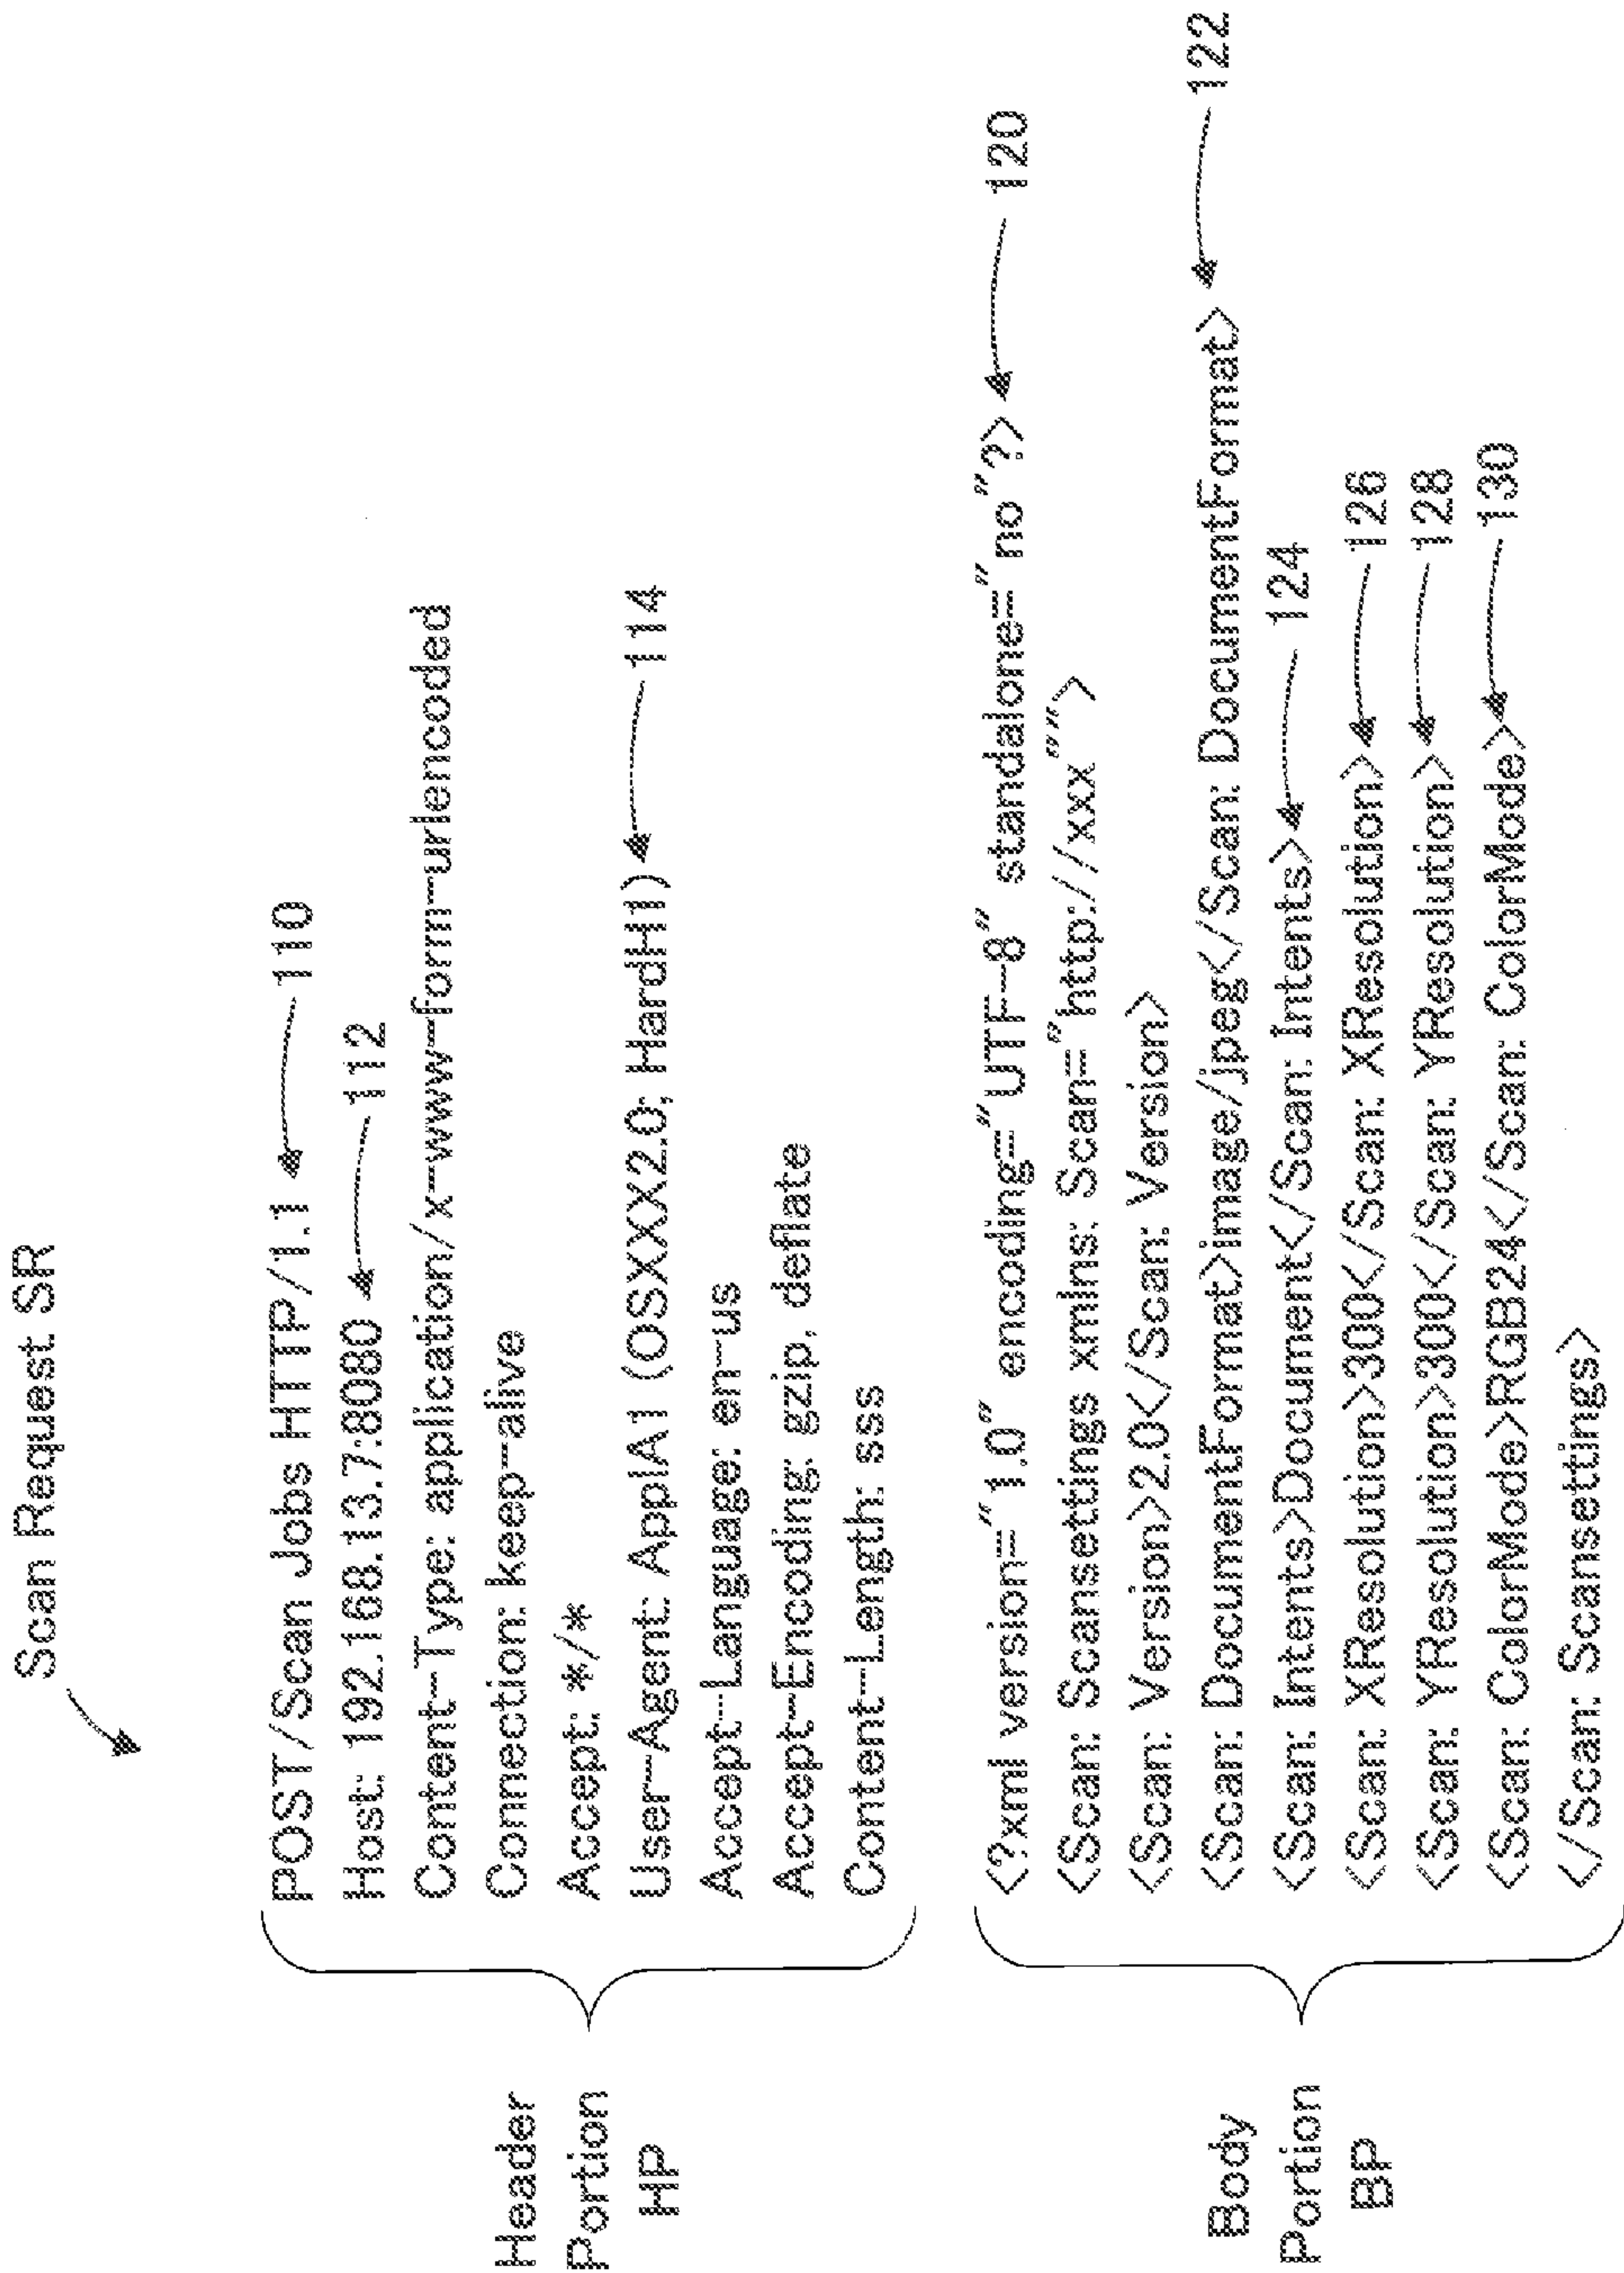 Scan Request SR
POST/Scan Jobs HTTP/1.1 110
Host: 192.168.13.7:8080 112
Content-Type: application/x-www-form-urlencoded
Connection: keep-alive
Accept: */*
User-Agent: ApplA1 (OSXXX2.0; HardH1) 114
Accept-Language: en-us
Accept-Encoding: gzip, deflate
Content-Length: sss
Header
Portion
HP
<?xml version="1.0" encoding="UTF-8" standalone="no"?> 120
<Scan: Scansettings xmlns: Scan="http://xxx"">
<Scan: Version>2.0</Scan: Version>
<Scan: DocumentFormat>image/jpeg</Scan: DocumentFormat> 122
<Scan: Intents>Document</Scan: Intents> 124
<Scan: XResolution>300</Scan: XResolution> 126
<Scan: YResolution>300</Scan: YResolution> 128
<Scan: ColorMode>RGB24</Scan: ColorMode> 130
</Scan: Scansettings>
Body
Portion
BP